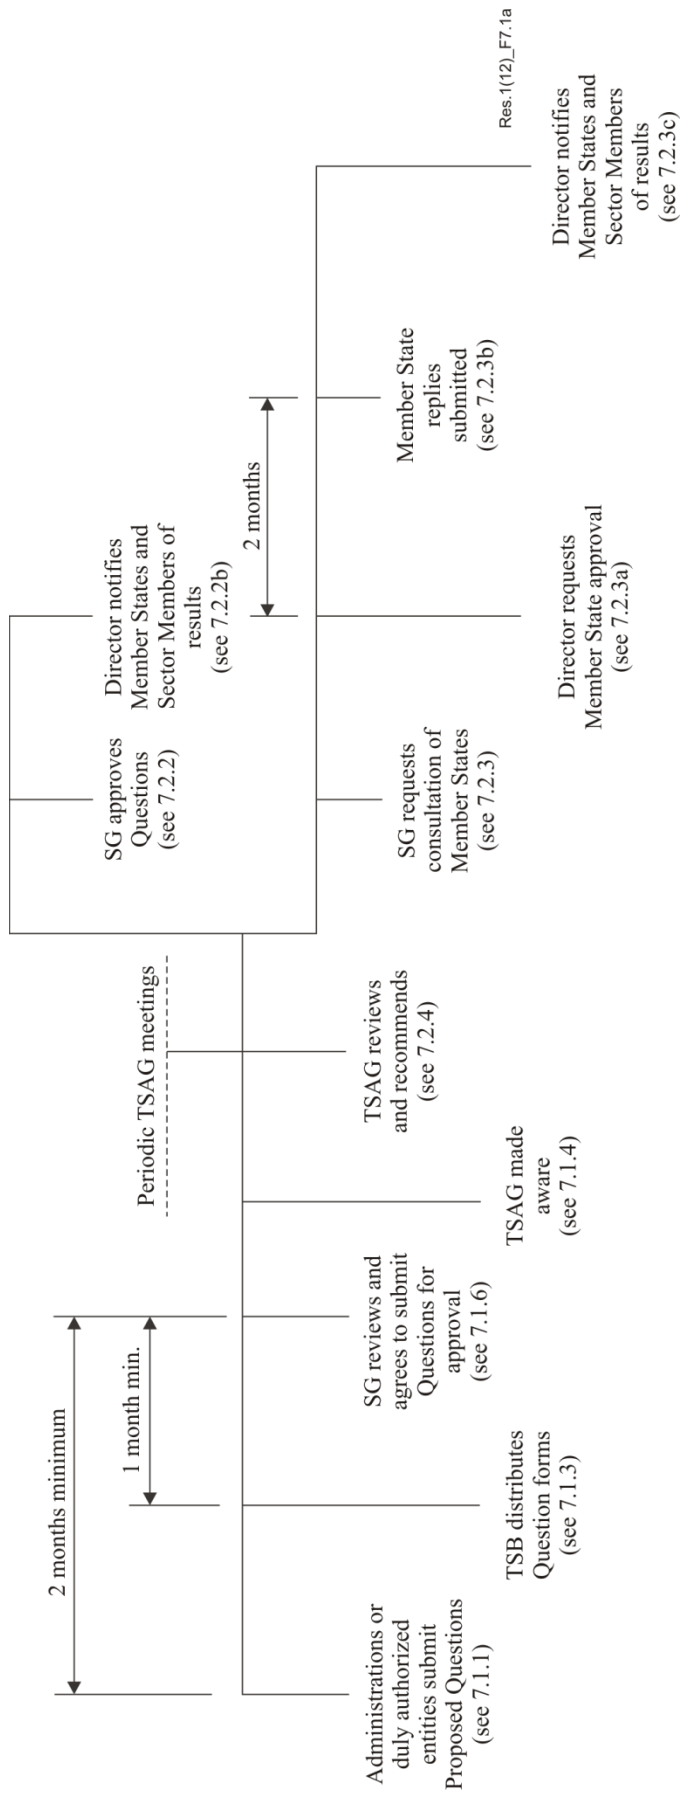 2 months minimum
1 month min.
Periodic TSAG meetings
SG approves
Questions
(see 7.2.2)
Director notifies
Member States and
Sector Members of
results
(see 7.2.2b)
2 months
Administrations or
duly authorized
entities submit
Proposed Questions
(see 7.1.1)
TSB distributes
Question forms
(see 7.1.3)
SG reviews and
agrees to submit
Questions for
approval
(see 7.1.6)
TSAG made
aware
(see 7.1.4)
TSAG reviews
and recommends
(see 7.2.4)
SG requests
consultation of
Member States
(see 7.2.3)
Director requests
Member State approval
(see 7.2.3a)
Member State
replies
submitted
(see 7.2.3b)
Director notifies
Member States and
Sector Members
of results
(see 7.2.3c)
Res.1(12)_F7.1a